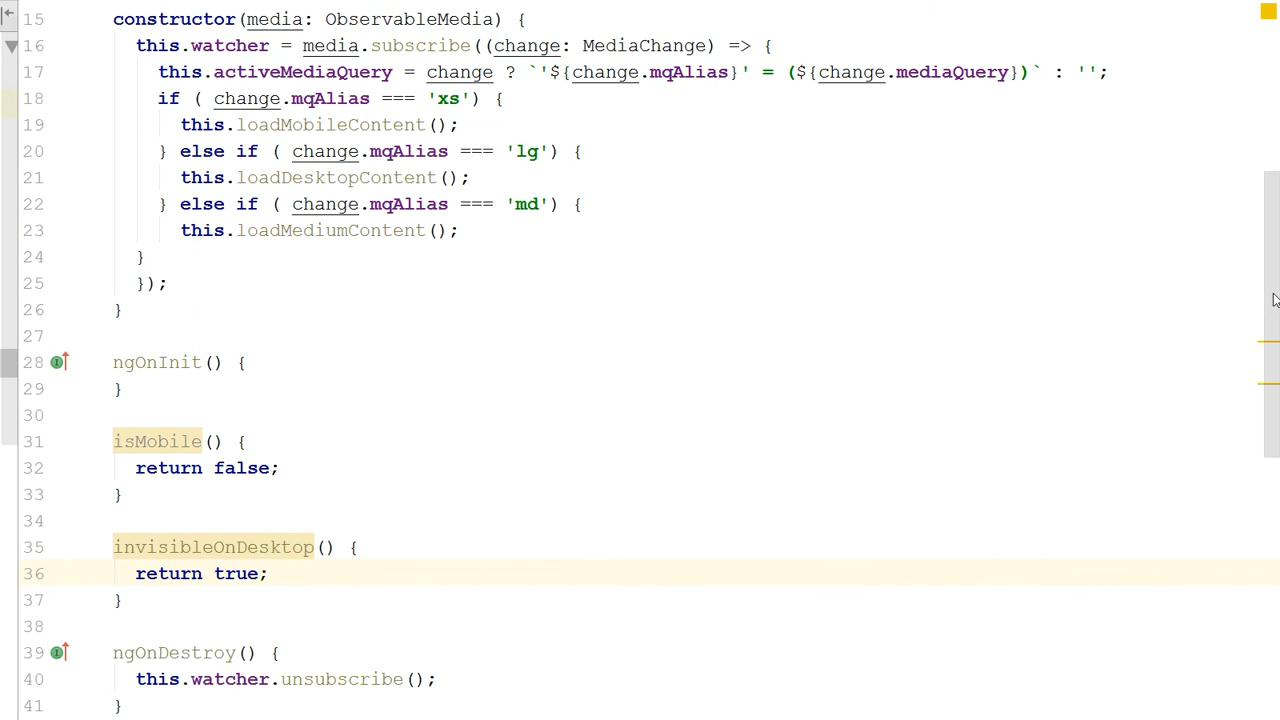 15 constructor(media: ObservableMedia) {
16 this.watcher = media.subscribe((change: MediaChange) => {
17 this.activeMediaQuery = change ? `'${change.mqAlias}' = (${change.mediaQuery})` : '';
18 if ( change.mqAlias === 'xs') {
19 this.loadMobileContent();
20 } else if ( change.mqAlias === 'lg') {
21 this.loadDesktopContent();
22 } else if ( change.mqAlias === 'md') {
23 this.loadMediumContent();
24 }
25 });
26 }
27
28 ngOnInit() {
29 }
30
31 isMobile() {
32 return false;
33 }
34
35 invisibleOnDesktop() {
36 return true;
37 }
38
39 ngOnDestroy() {
40 this.watcher.unsubscribe();
41 }